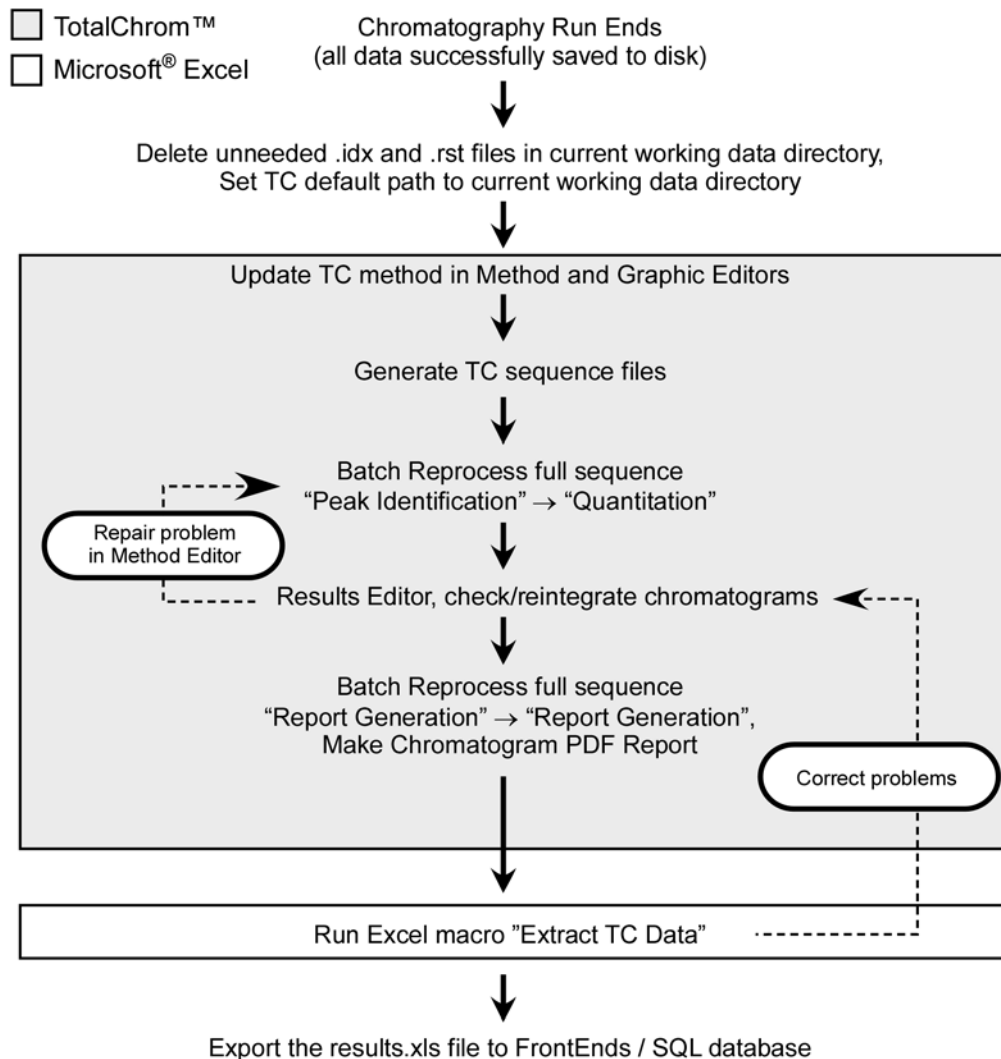 TotalChrom™
Microsoft® Excel
Chromatography Run Ends
(all data successfully saved to disk)
Delete unneeded .idx and .rst files in current working data directory,
Set TC default path to current working data directory
Update TC method in Method and Graphic Editors
Generate TC sequence files
Batch Reprocess full sequence
“Peak Identification” → “Quantitation”
Repair problem
in Method Editor
Results Editor, check/reintegrate chromatograms
Batch Reprocess full sequence
“Report Generation” → “Report Generation”,
Make Chromatogram PDF Report
Correct problems
Run Excel macro ”Extract TC Data”
Export the results.xls file to FrontEnds / SQL database